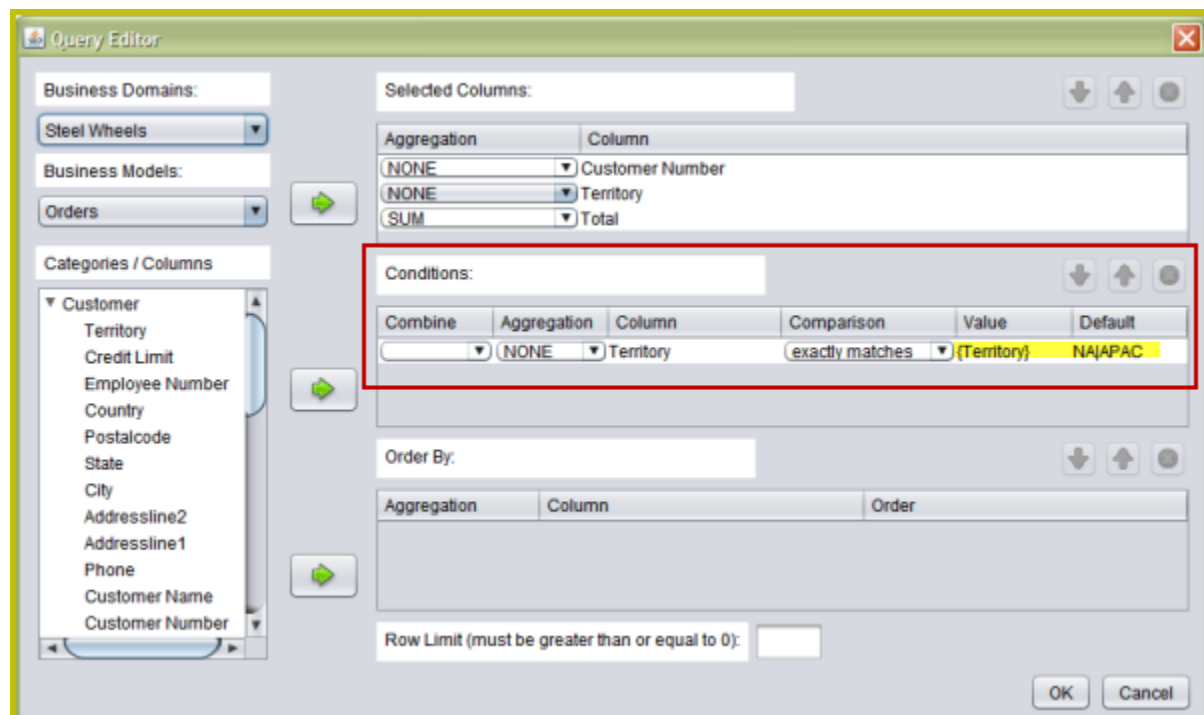 Query Editor
Business Domains:
Steel Wheels
Business Models:
Orders
Categories / Columns
Customer
Territory
Credit Limit
Employee Number
Country
Postalcode
State
City
Addressline2
Addressline1
Phone
Customer Name
Customer Number
Selected Columns:
Aggregation Column
NONE Customer Number
NONE Territory
SUM Total
Conditions:
Combine Aggregation Column Comparison Value Default
NONE Territory exactly matches {Territory} NA|APAC
Order By:
Aggregation Column Order
Row Limit (must be greater than or equal to 0):
OK Cancel